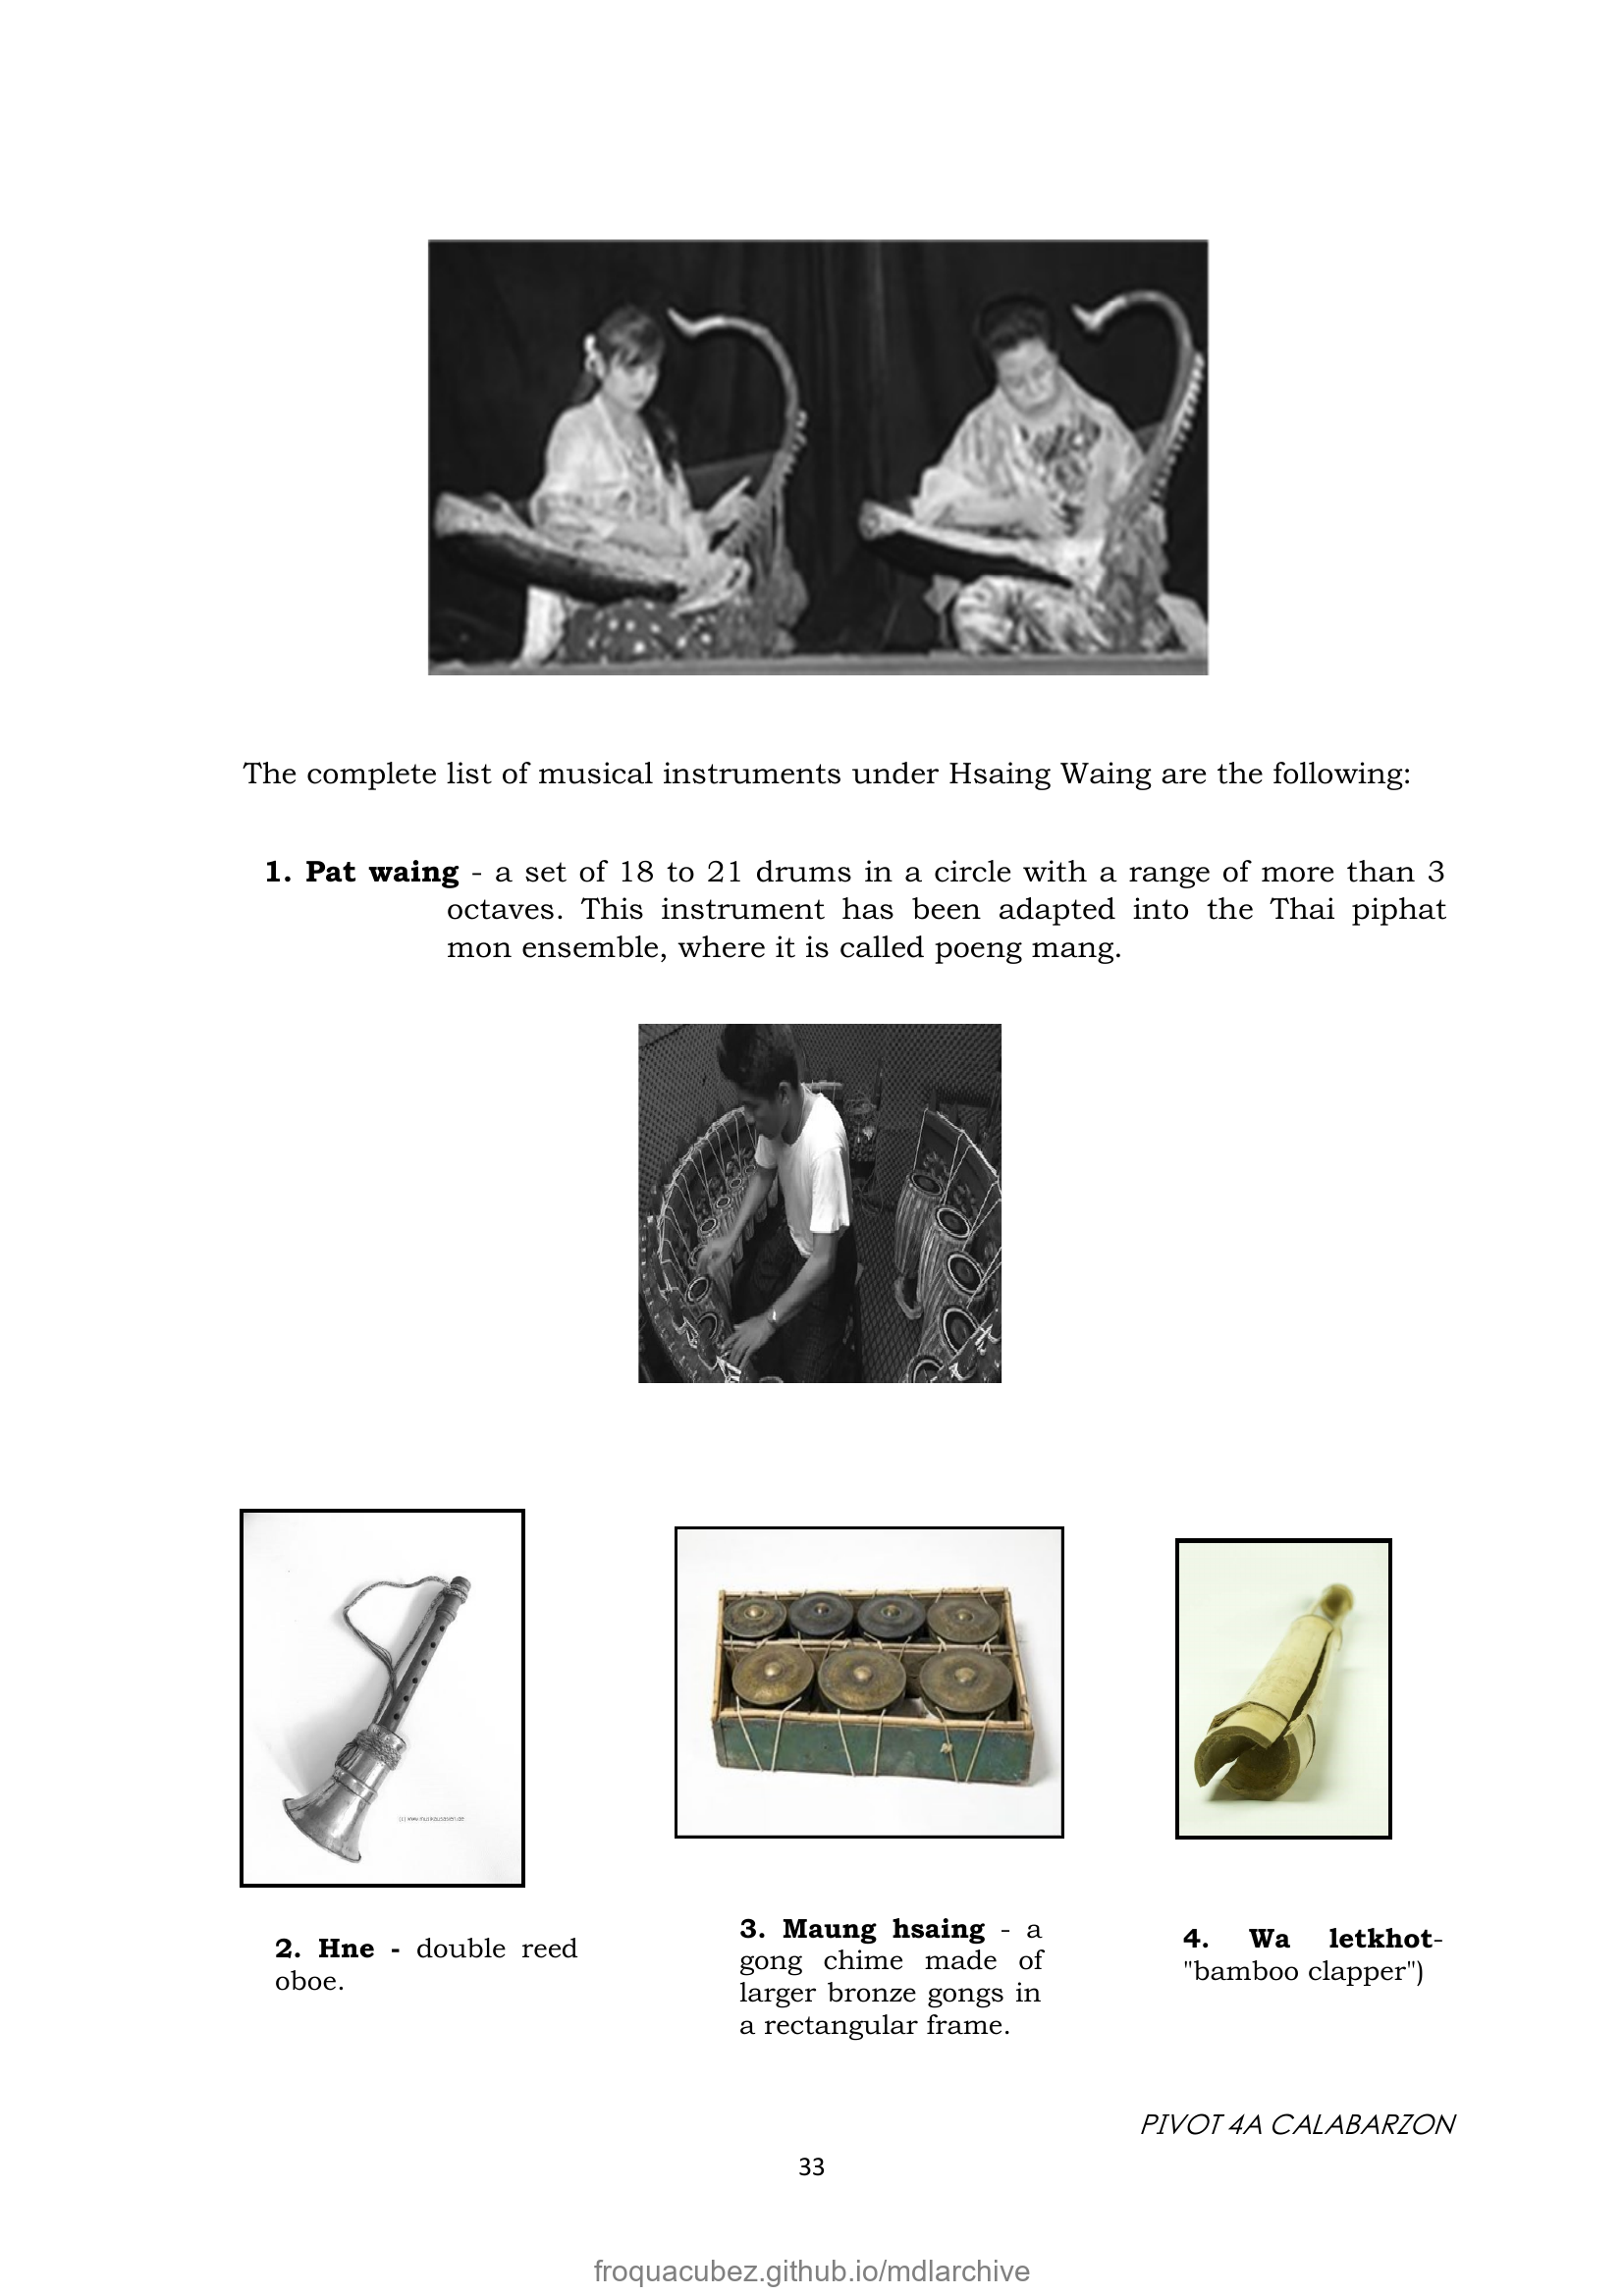 The complete list of musical instruments under Hsaing Waing are the following:
1. Pat waing - a set of 18 to 21 drums in a circle with a range of more than 3
octaves. This instrument has been adapted into the Thai piphat
mon ensemble, where it is called poeng mang.
(c) www.musikausasien.de
2. Hne - double reed
oboe.
3. Maung hsaing - a
gong chime made of
larger bronze gongs in
a rectangular frame.
4. Wa letkhot-
"bamboo clapper")
PIVOT 4A CALABARZON
33
froquacubez.github.io/mdlarchive